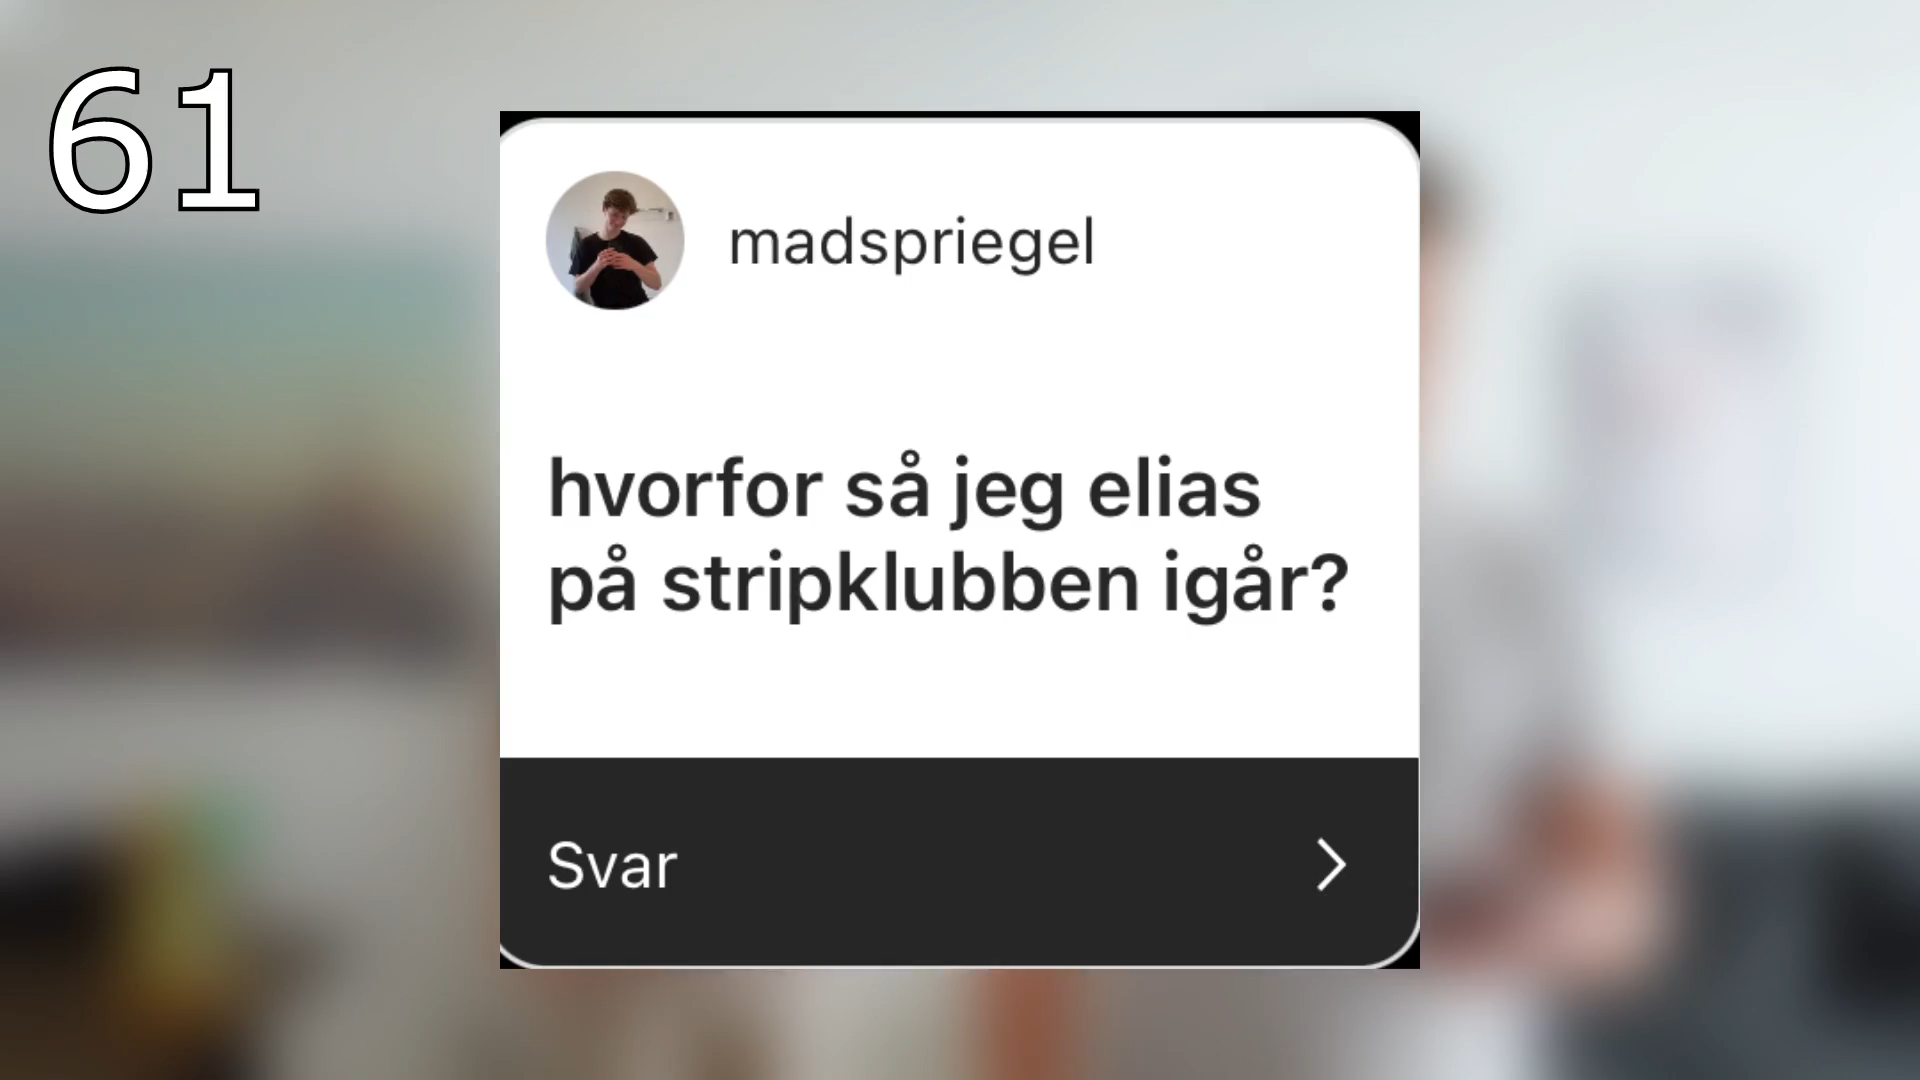 61
madspriegel
hvorfor så jeg elias
på stripklubben igår?
Svar